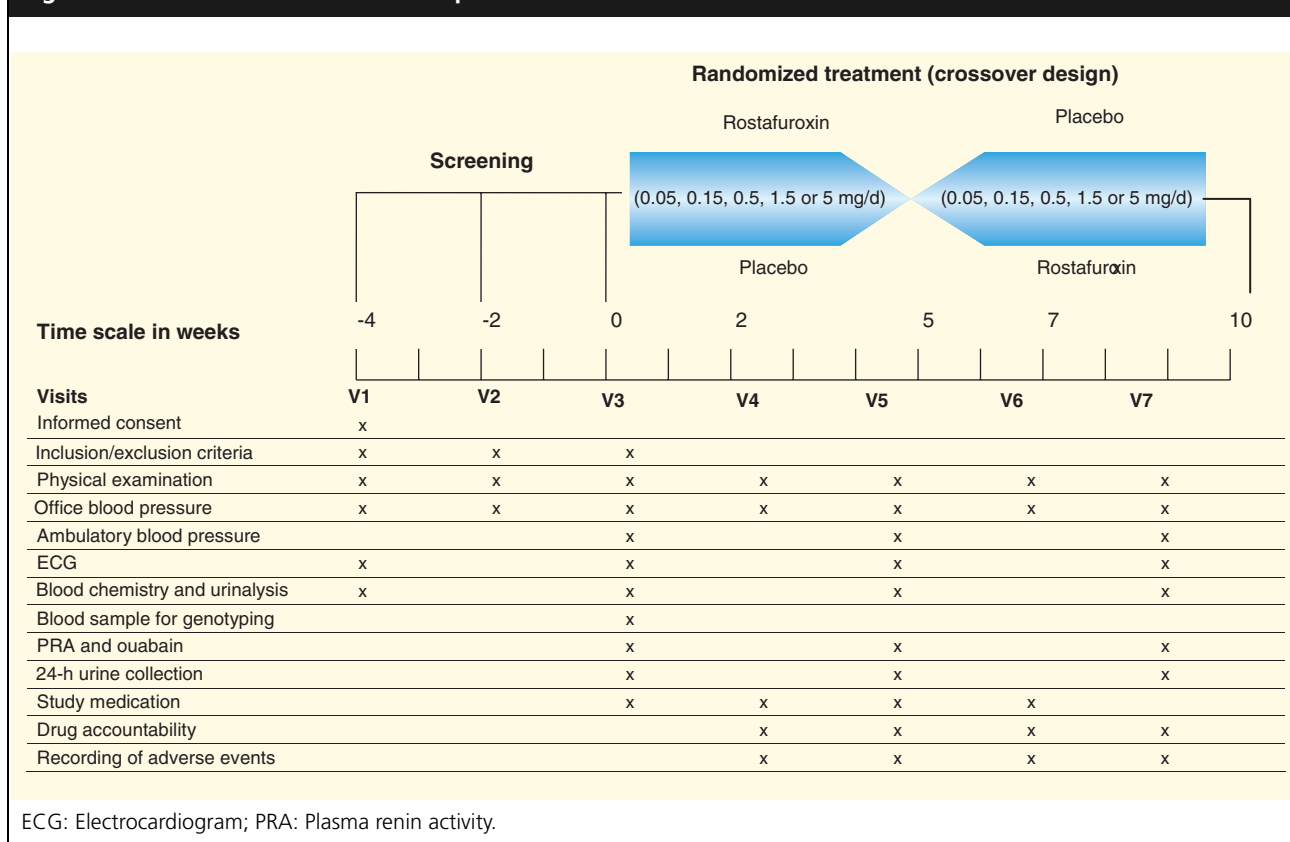 Randomized treatment (crossover design)
Rostafuroxin
Placebo
Screening
(0.05, 0.15, 0.5, 1.5 or 5 mg/d)
(0.05, 0.15, 0.5, 1.5 or 5 mg/d)
Placebo
Rostafuroxin
Time scale in weeks
-4 -2 0 2 5 7 10
Visits V1 V2 V3 V4 V5 V6 V7
Informed consent x
Inclusion/exclusion criteria x x x
Physical examination x x x x x x x
Office blood pressure x x x x x x x
Ambulatory blood pressure x x x
ECG x x x x
Blood chemistry and urinalysis x x x x
Blood sample for genotyping x
PRA and ouabain x x x
24-h urine collection x x x
Study medication x x x x
Drug accountability x x x x
Recording of adverse events x x x x
ECG: Electrocardiogram; PRA: Plasma renin activity.